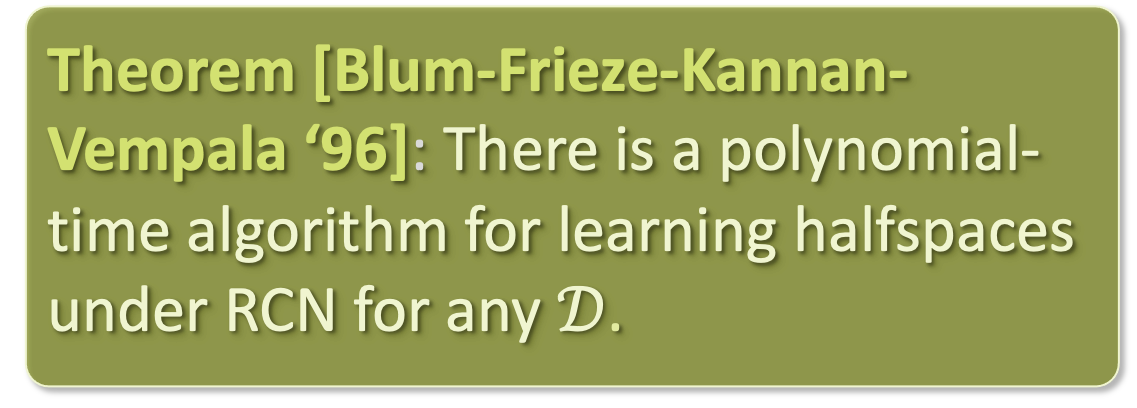 Theorem [Blum-Frieze-Kannan-
Vempala ‘96]: There is a polynomial-
time algorithm for learning halfspaces
under RCN for any 𝒟.